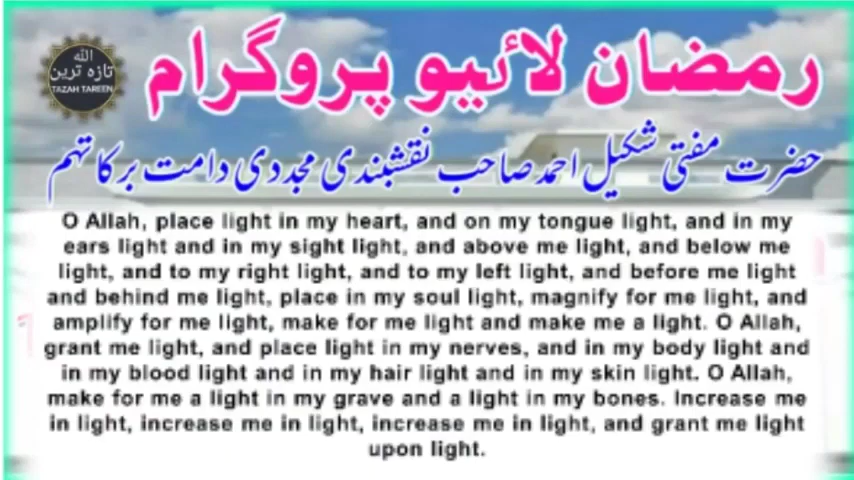 اللہ
تازہ ترین
TAZAH TAREEN
رمضان لائیو پروگرام
حضرت مفتی شکیل احمد صاحب نقشبندی مجددی دامت برکاتہم
O Allah, place light in my heart, and on my tongue light, and in my
ears light and in my sight light, and above me light, and below me
light, and to my right light, and to my left light, and before me light
and behind me light, place in my soul light, magnify for me light, and
amplify for me light, make for me light and make me a light. O Allah,
grant me light, and place light in my nerves, and in my body light and
in my blood light and in my hair light and in my skin light. O Allah,
make for me a light in my grave and a light in my bones. Increase me
in light, increase me in light, increase me in light, and grant me light
upon light.